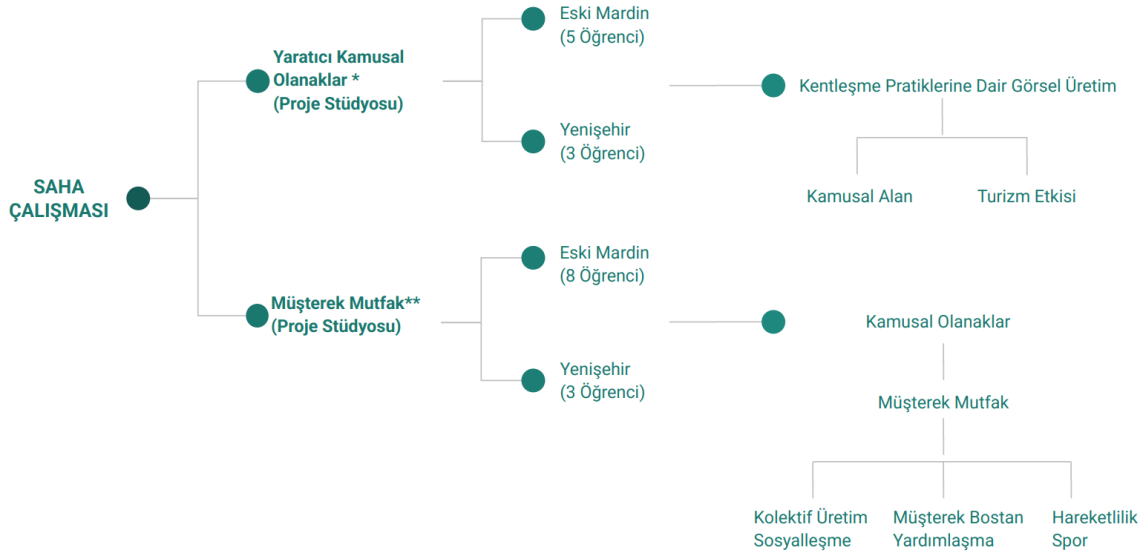 SAHA
ÇALIŞMASI
Yaratıcı Kamusal
Olanaklar *
(Proje Stüdyosu)
Eski Mardin
(5 Öğrenci)
Yenişehir
(3 Öğrenci)
Kentleşme Pratiklerine Dair Görsel Üretim
Kamusal Alan
Turizm Etkisi
Müşterek Mutfak**
(Proje Stüdyosu)
Eski Mardin
(8 Öğrenci)
Yenişehir
(3 Öğrenci)
Kamusal Olanaklar
Müşterek Mutfak
Kolektif Üretim
Sosyalleşme
Müşterek Bostan
Yardımlaşma
Hareketlilik
Spor